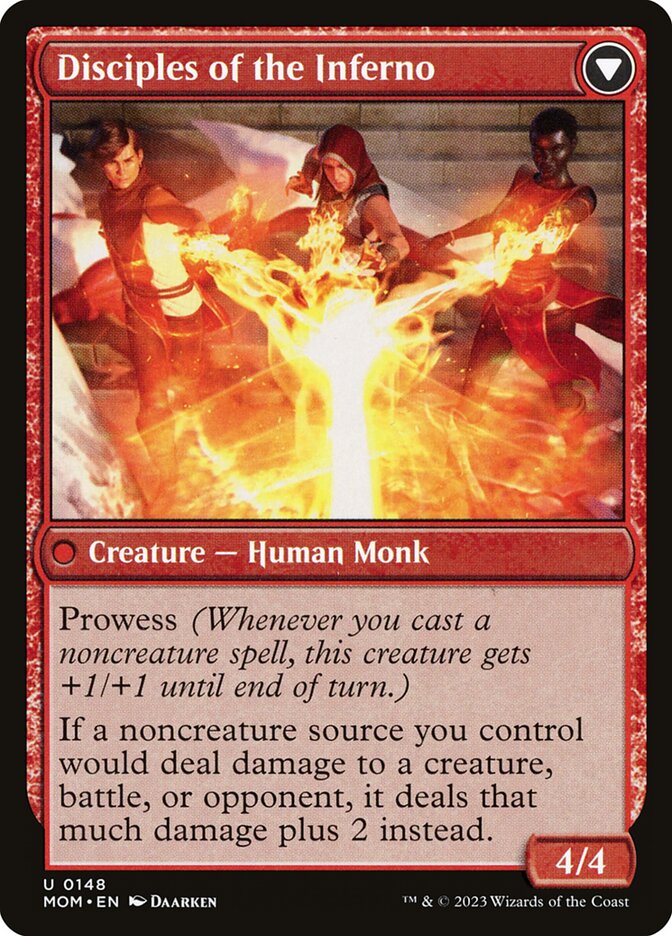 Disciples of the Inferno
Creature — Human Monk
Prowess (Whenever you cast a
noncreature spell, this creature gets
+1/+1 until end of turn.)
If a noncreature source you control
would deal damage to a creature,
battle, or opponent, it deals that
much damage plus 2 instead.
4/4
U 0148
MOM • EN Daarken
™ & © 2023 Wizards of the Coast